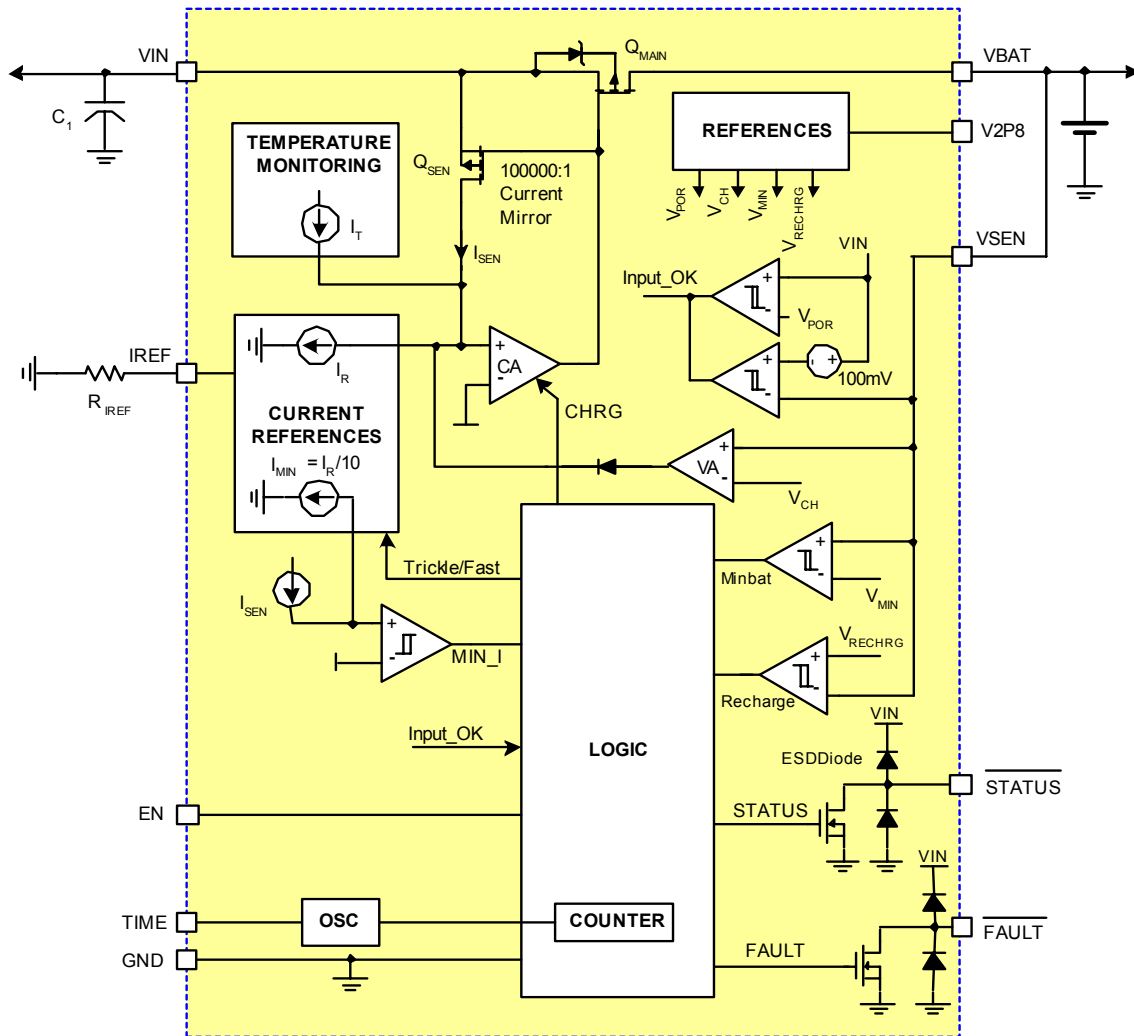 VIN
Q MAIN
VBAT
C1
REFERENCES
V2P8
TEMPERATURE
MONITORING
QSEN
100000:1
Current
Mirror
VPOR
VCH
VMIN
VRECHRG
IT
ISEN
VIN
VSEN
Input_OK
+
-
VPOR
IREF
IR
+
CA
-
+
-
- +
100mV
RIREF
CHRG
CURRENT
REFERENCES
IMIN = IR/10
+
VA
-
VCH
Trickle/Fast
+
-
Minbat
VMIN
ISEN
+
-
MIN_I
VRECHRG
+
-
Recharge
Input_OK
LOGIC
VIN
ESDDiode
STATUS
EN
STATUS
VIN
TIME
OSC
COUNTER
FAULT
GND
FAULT